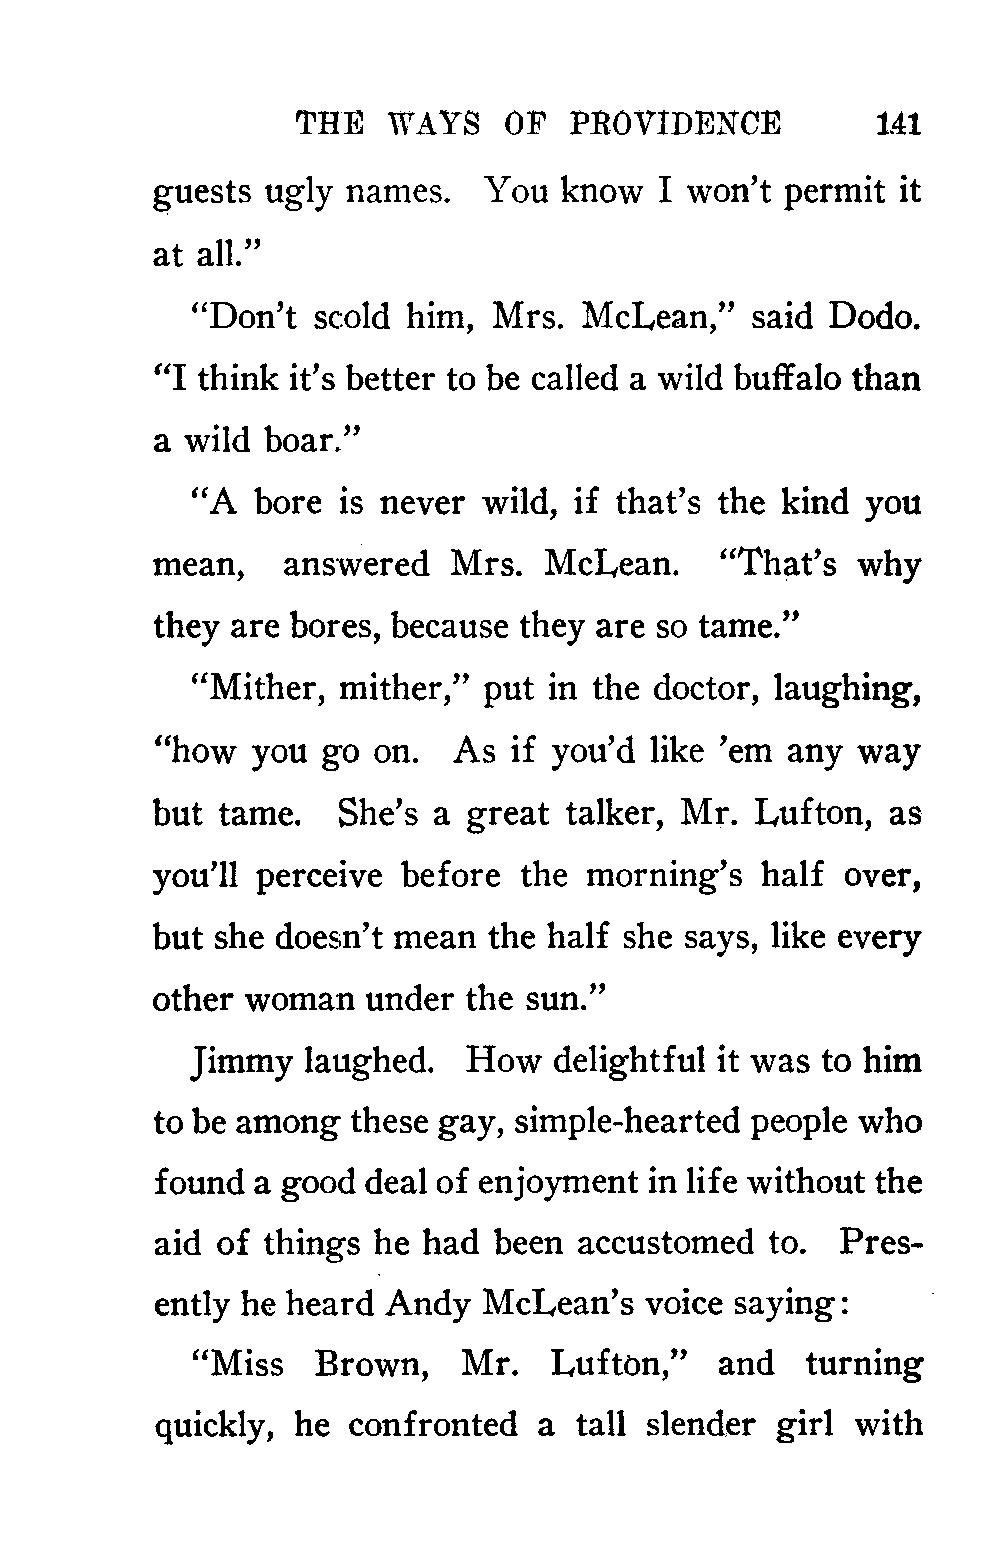 THE WAYS OF PROVIDENCE 141
guests ugly names. You know I won't permit it
at all."
"Don't scold him, Mrs. McLean," said Dodo.
"I think it's better to be called a wild buffalo than
a wild boar."
"A bore is never wild, if that's the kind you
mean, answered Mrs. McLean. "That's why
they are bores, because they are so tame."
"Mither, mither," put in the doctor, laughing,
"how you go on. As if you'd like 'em any way
but tame. She's a great talker, Mr. Lufton, as
you'll perceive before the morning's half over,
but she doesn't mean the half she says, like every
other woman under the sun."
Jimmy laughed. How delightful it was to him
to be among these gay, simple-hearted people who
found a good deal of enjoyment in life without the
aid of things he had been accustomed to. Pres-
ently he heard Andy McLean's voice saying:
"Miss Brown, Mr. Lufton," and turning
quickly, he confronted a tall slender girl with